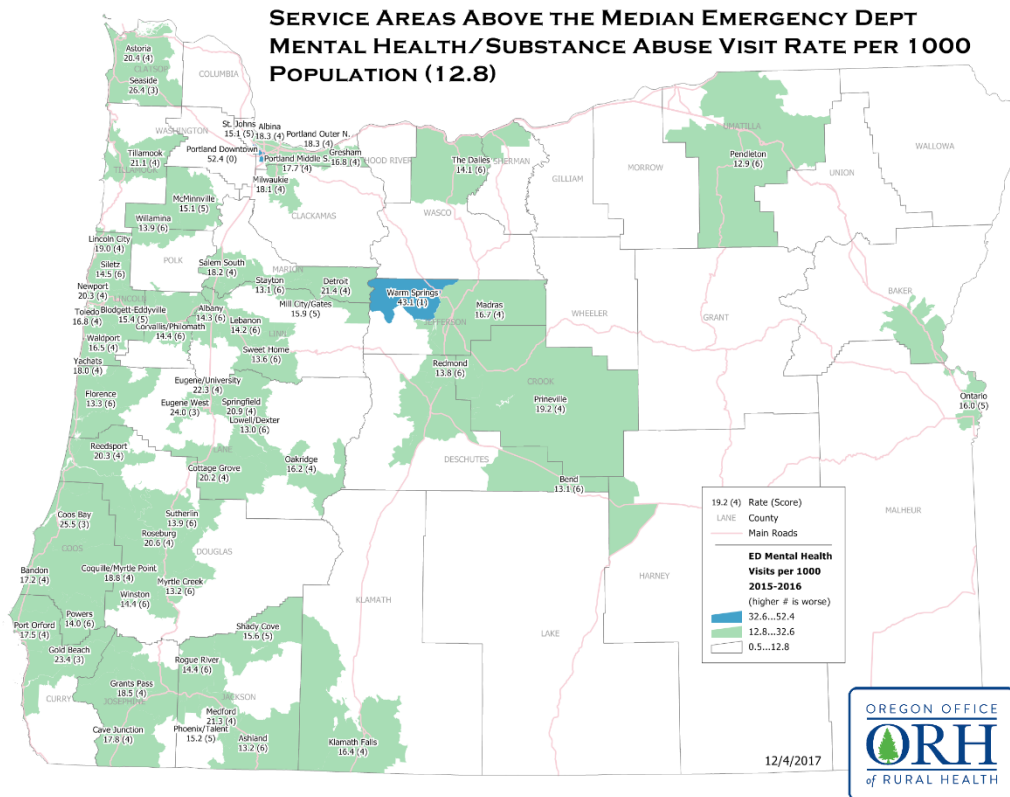 SERVICE AREAS ABOVE THE MEDIAN EMERGENCY DEPT
MENTAL HEALTH/SUBSTANCE ABUSE VISIT RATE PER 1000
POPULATION (12.8)
Astoria
20.4 (4)
CLATSOP
Seaside
26.4 (3)
COLUMBIA
WASHINGTON
St. Johns
15.1 (5)
Albina
18.3 (4)
Portland Outer N.
18.3 (4)
Portland Downtown
52.4 (0)
Portland Middle S.
17.7 (4)
Gresham
16.8 (4)
HOOD RIVER
The Dalles
14.1 (6)
SHERMAN
GILLIAM
MORROW
UMATILLA
Pendleton
12.9 (6)
UNION
WALLOWA
Tillamook
21.1 (4)
TILLAMOOK
Milwaukie
18.1 (4)
CLACKAMAS
WASCO
McMinnville
15.1 (5)
Willamina
13.9 (6)
Lincoln City
19.0 (4)
POLK
Salem South
18.2 (4)
MARION
Siletz
14.5 (6)
Stayton
13.1 (6)
Detroit
21.4 (4)
Warm Springs
43.1 (1)
Newport
20.3 (4)
LINCOLN
Mill City/Gates
15.9 (5)
Madras
16.7 (4)
JEFFERSON
WHEELER
GRANT
BAKER
Toledo
16.8 (4)
Blodgett-Eddyville
15.4 (5)
Albany
14.3 (6)
Lebanon
14.2 (6)
LINN
Corvallis/Philomath
14.4 (6)
Waldport
16.5 (4)
Sweet Home
13.6 (6)
Yachats
18.0 (4)
Redmond
13.8 (6)
CROOK
Prineville
19.2 (4)
Ontario
16.0 (5)
Florence
13.3 (6)
Eugene/University
22.3 (4)
Eugene West
24.0 (3)
Springfield
20.9 (4)
Lowell/Dexter
13.0 (6)
Reedsport
20.3 (4)
LANE
Cottage Grove
20.2 (4)
Oakridge
16.2 (4)
DESCHUTES
Bend
13.1 (6)
Coos Bay
25.5 (3)
COOS
Sutherlin
13.9 (6)
Roseburg
20.6 (4)
DOUGLAS
Bandon
17.2 (4)
Coquille/Myrtle Point
18.8 (4)
Myrtle Creek
13.2 (6)
Winston
14.4 (6)
KLAMATH
LAKE
HARNEY
MALHEUR
Powers
14.0 (6)
Port Orford
17.5 (4)
Gold Beach
23.4 (3)
Shady Cove
15.6 (5)
Rogue River
14.4 (6)
CURRY
Grants Pass
18.5 (4)
JOSEPHINE
JACKSON
Medford
21.3 (4)
Cave Junction
17.8 (4)
Phoenix/Talent
15.2 (5)
Ashland
13.2 (6)
Klamath Falls
16.4 (4)
19.2 (4) Rate (Score)
LANE County
Main Roads
ED Mental Health
Visits per 1000
2015-2016
(higher # is worse)
32.6...52.4
12.8...32.6
0.5...12.8
12/4/2017
OREGON OFFICE
ORH
of RURAL HEALTH